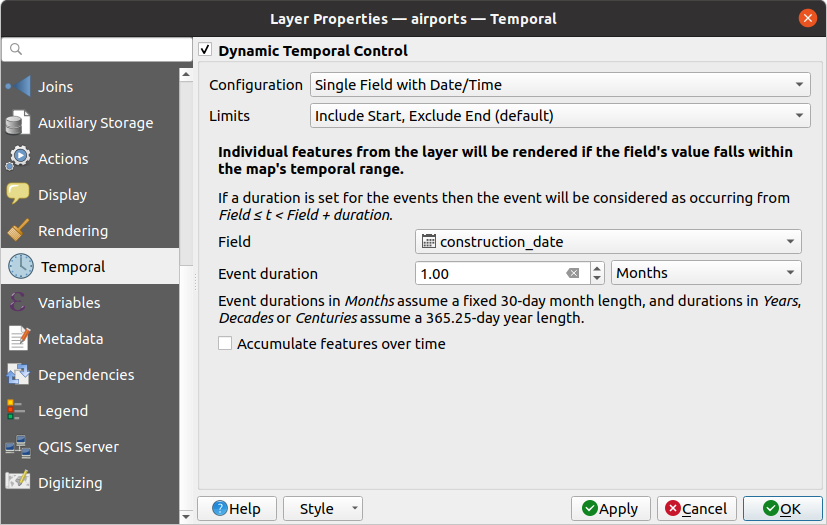 Layer Properties — airports — Temporal
Joins
Auxiliary Storage
Actions
Display
Rendering
Temporal
Variables
Metadata
Dependencies
Legend
QGIS Server
Digitizing
Dynamic Temporal Control
Configuration Single Field with Date/Time
Limits Include Start, Exclude End (default)
Individual features from the layer will be rendered if the field's value falls within
the map's temporal range.
If a duration is set for the events then the event will be considered as occurring from
Field ≤ t < Field + duration.
Field construction_date
Event duration 1.00 Months
Event durations in Months assume a fixed 30-day month length, and durations in Years,
Decades or Centuries assume a 365.25-day year length.
Accumulate features over time
Help Style Apply Cancel OK